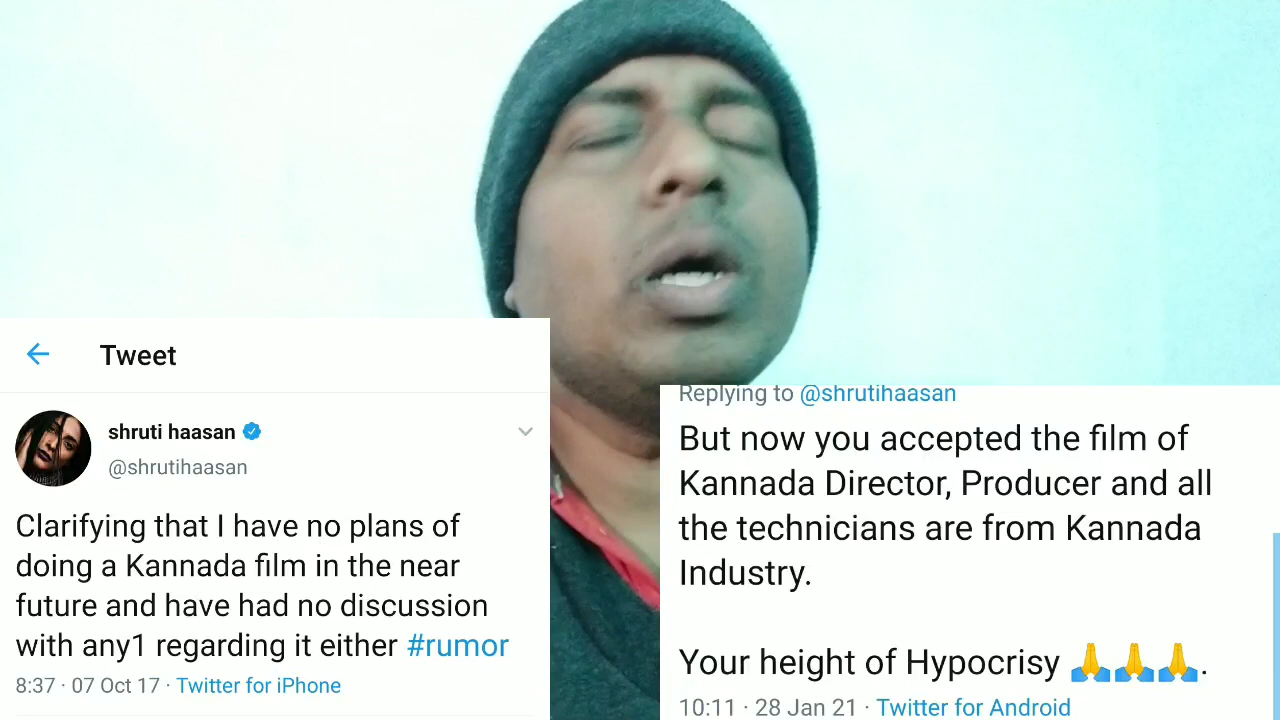 Tweet
shruti haasan
@shrutihaasan
Clarifying that I have no plans of
doing a Kannada film in the near
future and have had no discussion
with any1 regarding it either #rumor
8:37 · 07 Oct 17 · Twitter for iPhone
Replying to @shrutihaasan
But now you accepted the film of
Kannada Director, Producer and all
the technicians are from Kannada
Industry.
Your height of Hypocrisy 🙏🙏🙏.
10:11 · 28 Jan 21 · Twitter for Android